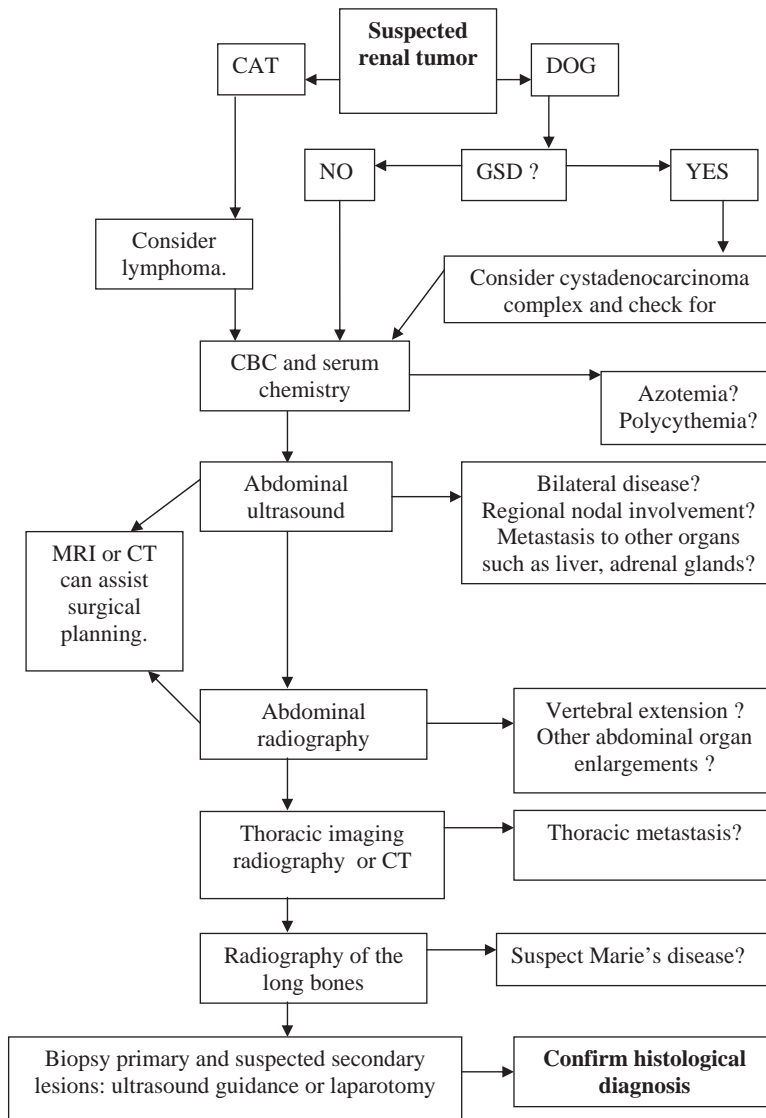 Suspected
renal tumor
CAT
DOG
NO
GSD ?
YES
Consider
lymphoma.
Consider cystadenocarcinoma
complex and check for
CBC and serum
chemistry
Azotemia?
Polycythemia?
Abdominal
ultrasound
Bilateral disease?
Regional nodal involvement?
Metastasis to other organs
such as liver, adrenal glands?
MRI or CT
can assist
surgical
planning.
Abdominal
radiography
Vertebral extension ?
Other abdominal organ
enlargements ?
Thoracic imaging
radiography or CT
Thoracic metastasis?
Radiography of the
long bones
Suspect Marie’s disease?
Biopsy primary and suspected secondary
lesions: ultrasound guidance or laparotomy
Confirm histological
diagnosis